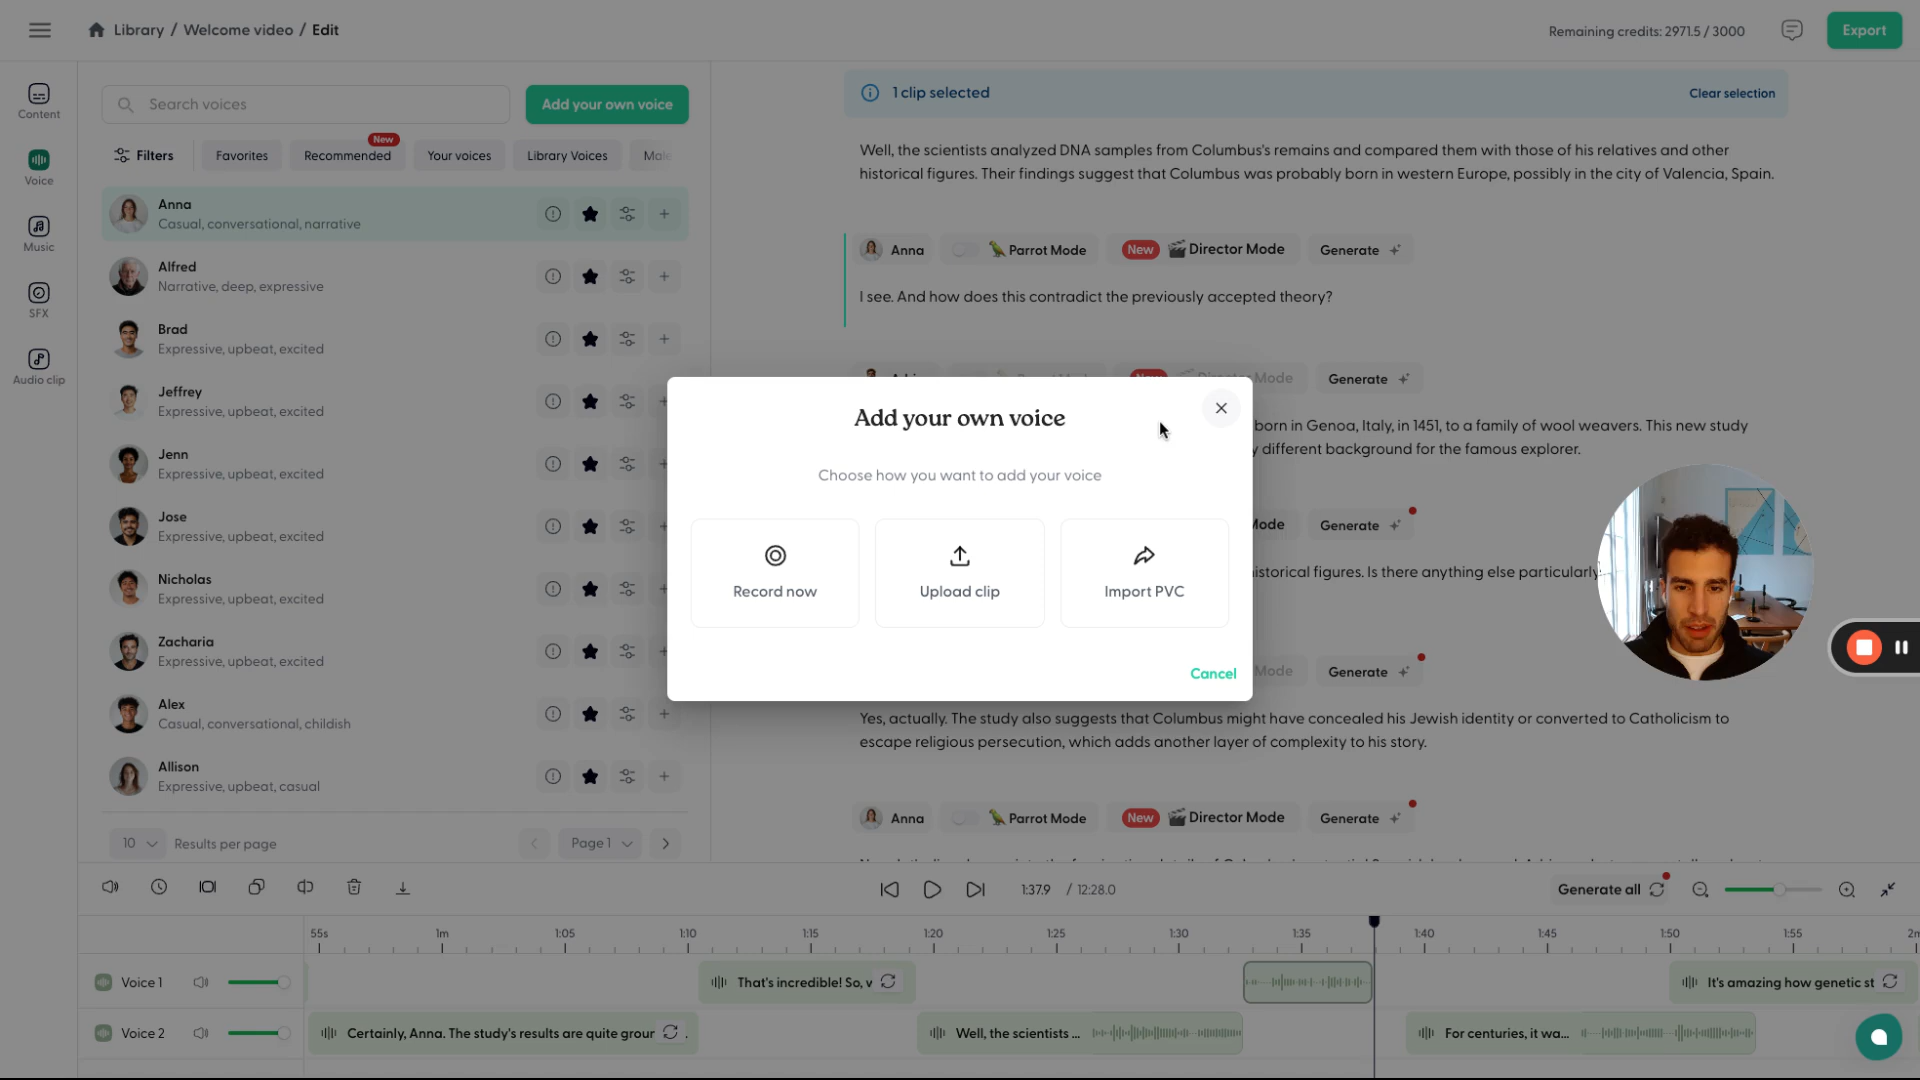 Library / Welcome video / Edit
Remaining credits: 2971.5 / 3000
Export
Content
Voice
Music
SFX
Audio clip
Search voices
Add your own voice
Filters
Favorites
New
Recommended
Your voices
Library Voices
Male
Anna
Casual, conversational, narrative
Alfred
Narrative, deep, expressive
Brad
Expressive, upbeat, excited
Jeffrey
Expressive, upbeat, excited
Jenn
Expressive, upbeat, excited
Jose
Expressive, upbeat, excited
Nicholas
Expressive, upbeat, excited
Zacharia
Expressive, upbeat, excited
Alex
Casual, conversational, childish
Allison
Expressive, upbeat, casual
10 Results per page
Page 1
1 clip selected
Clear selection
Well, the scientists analyzed DNA samples from Columbus's remains and compared them with those of his relatives and other
historical figures. Their findings suggest that Columbus was probably born in western Europe, possibly in the city of Valencia, Spain.
Anna Parrot Mode New Director Mode Generate
I see. And how does this contradict the previously accepted theory?
Mode Generate
born in Genoa, Italy, in 1451, to a family of wool weavers. This new study
different background for the famous explorer.
Mode Generate
historical figures. Is there anything else particularly
Mode Generate
Yes, actually. The study also suggests that Columbus might have concealed his Jewish identity or converted to Catholicism to
escape religious persecution, which adds another layer of complexity to his story.
Anna Parrot Mode New Director Mode Generate
Add your own voice
Choose how you want to add your voice
Record now
Upload clip
Import PVC
Cancel
1:37.9 / 12:28.0
Generate all
55s 1m 1:05 1:10 1:15 1:20 1:25 1:30 1:35 1:40 1:45 1:50 1:55 2m
Voice 1
That's incredible! So, v
It's amazing how genetic st
Voice 2
Certainly, Anna. The study's results are quite grour
Well, the scientists ...
For centuries, it wa...